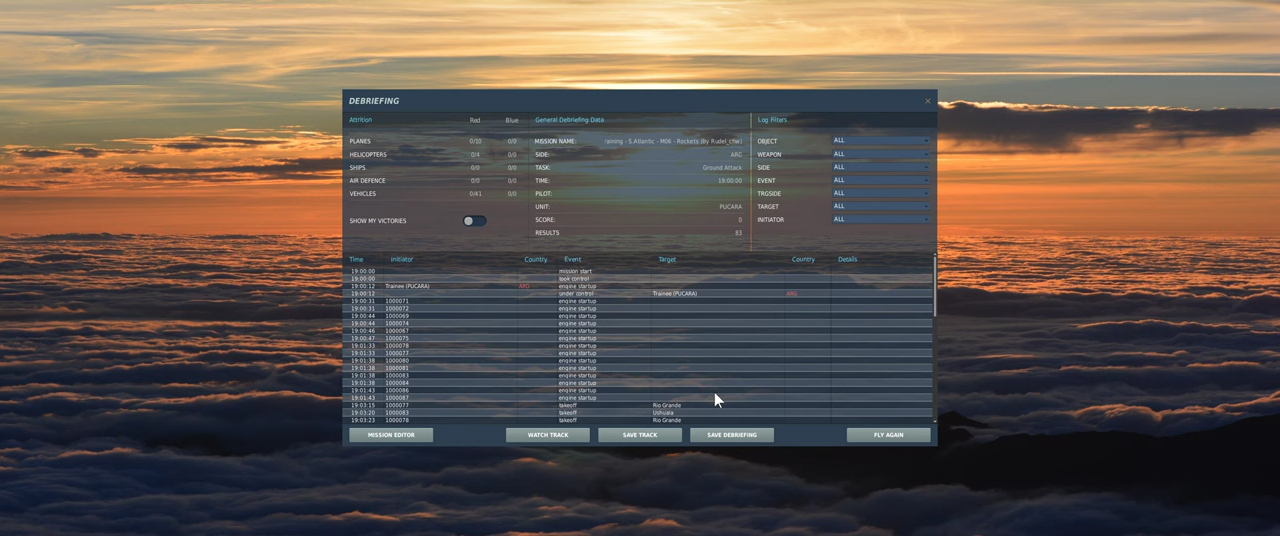 DEBRIEFING
Attrition Red Blue General Debriefing Data Log Filters
PLANES 0/10 0/0 MISSION NAME: aining - S.Atlantic - M06 - Rockets (By Rudel_chw) OBJECT ALL
HELICOPTERS 0/4 0/0 SIDE: ARG WEAPON ALL
SHIPS 0/0 0/0 TASK: Ground Attack SIDE ALL
AIR DEFENCE 0/0 0/0 TIME: 19:00:00 EVENT ALL
VEHICLES 0/41 0/0 PILOT: TRGSIDE ALL
UNIT: PUCARA TARGET ALL
SHOW MY VICTORIES SCORE: 0 INITIATOR ALL
RESULTS 83
Time Initiator Country Event Target Country Details
19:00:00 mission start
19:00:00 took control
19:00:12 Trainee (PUCARA) ARG engine startup
19:00:12 under control Trainee (PUCARA) ARG
19:00:31 1000071 engine startup
19:00:31 1000072 engine startup
19:00:44 1000069 engine startup
19:00:44 1000074 engine startup
19:00:46 1000067 engine startup
19:00:47 1000075 engine startup
19:01:33 1000078 engine startup
19:01:33 1000077 engine startup
19:01:38 1000080 engine startup
19:01:38 1000081 engine startup
19:01:38 1000083 engine startup
19:01:38 1000084 engine startup
19:01:43 1000086 engine startup
19:01:43 1000087 engine startup
19:03:15 1000077 takeoff Rio Grande
19:03:20 1000083 takeoff Ushuaia
19:03:23 1000078 takeoff Rio Grande
MISSION EDITOR WATCH TRACK SAVE TRACK SAVE DEBRIEFING FLY AGAIN